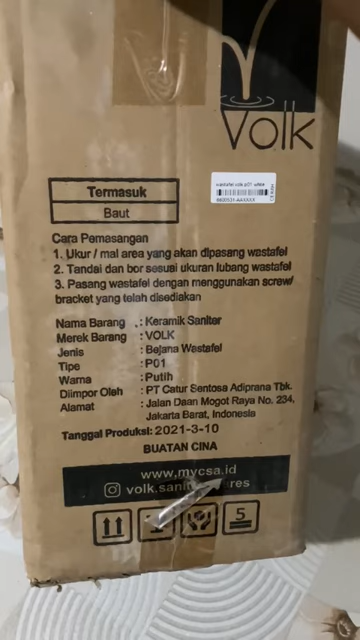 Volk
wastafel volk p01 white
Termasuk
Baut
Cara Pemasangan
1. Ukur / mal area yang akan dipasang wastafel
2. Tandai dan bor sesuai ukuran lubang wastafel
3. Pasang wastafel dengan menggunakan screw/
bracket yang telah disediakan
Nama Barang : Keramik Saniter
Merek Barang : VOLK
Jenis : Bejana Wastafel
Tipe : P01
Warna : Putih
Diimpor Oleh : PT Catur Sentosa Adiprana Tbk.
Alamat : Jalan Daan Mogot Raya No. 234,
Jakarta Barat, Indonesia
Tanggal Produksi: 2021-3-10
BUATAN CINA
www.mycsa.id
5